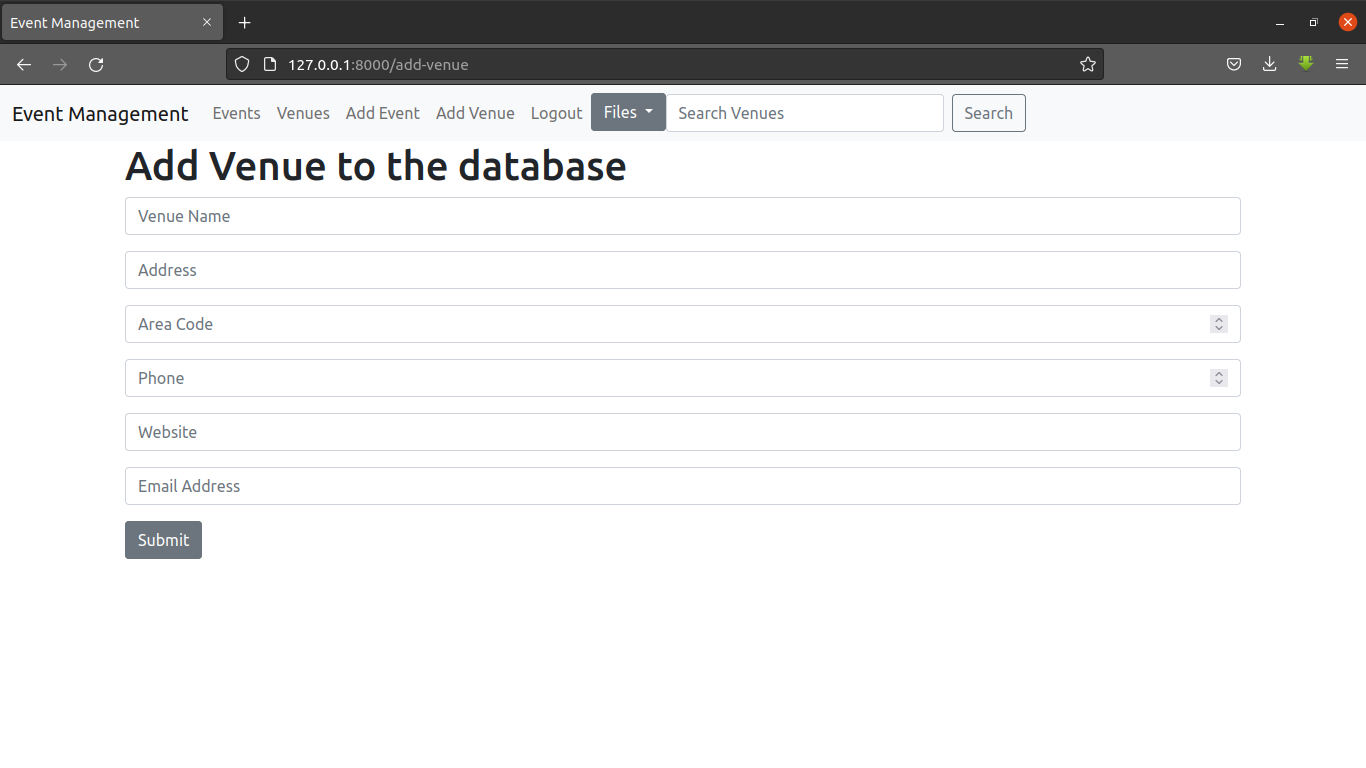 Event Management
127.0.0.1:8000/add-venue
Event Management Events Venues Add Event Add Venue Logout Files Search Venues Search
Add Venue to the database
Venue Name
Address
Area Code
Phone
Website
Email Address
Submit